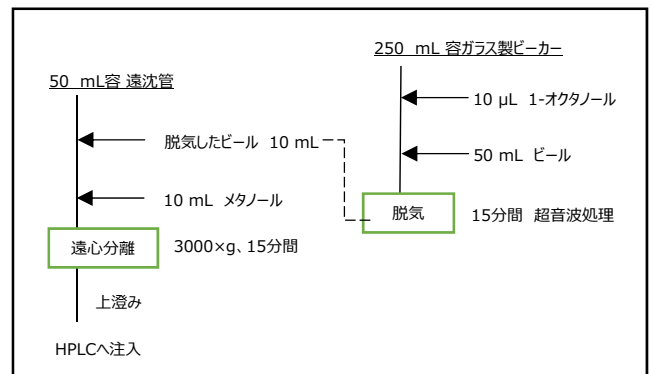 250 mL 容ガラス製ビーカー
10 μL 1-オクタノール
50 mL ビール
脱気
15分間 超音波処理
50 mL容 遠沈管
脱気したビール 10 mL
10 mL メタノール
遠心分離
3000×g、15分間
上澄み
HPLCへ注入